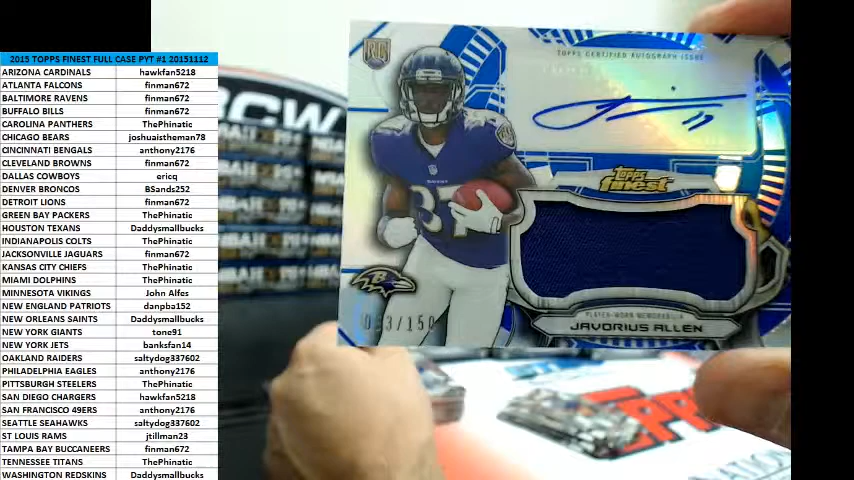 2015 TOPPS FINEST FULL CASE PYT #1 20151112
ARIZONA CARDINALS hawkfan5218
ATLANTA FALCONS finman672
BALTIMORE RAVENS finman672
BUFFALO BILLS finman672
CAROLINA PANTHERS ThePhinatic
CHICAGO BEARS joshuaistheman78
CINCINNATI BENGALS anthony2176
CLEVELAND BROWNS finman672
DALLAS COWBOYS ericq
DENVER BRONCOS BSands252
DETROIT LIONS finman672
GREEN BAY PACKERS ThePhinatic
HOUSTON TEXANS Daddysmallbucks
INDIANAPOLIS COLTS ThePhinatic
JACKSONVILLE JAGUARS finman672
KANSAS CITY CHIEFS ThePhinatic
MIAMI DOLPHINS ThePhinatic
MINNESOTA VIKINGS John Alfes
NEW ENGLAND PATRIOTS danpba152
NEW ORLEANS SAINTS Daddysmallbucks
NEW YORK GIANTS tone91
NEW YORK JETS banksfan14
OAKLAND RAIDERS saltydog337602
PHILADELPHIA EAGLES anthony2176
PITTSBURGH STEELERS ThePhinatic
SAN DIEGO CHARGERS hawkfan5218
SAN FRANCISCO 49ERS anthony2176
SEATTLE SEAHAWKS saltydog337602
ST LOUIS RAMS jtillman23
TAMPA BAY BUCCANEERS finman672
TENNESSEE TITANS ThePhinatic
WASHINGTON REDSKINS Daddysmallbucks
RC
TOPPS CERTIFIED AUTOGRAPH ISSUE
Topps
finest
37
PLAYER-WORN MEMORABILIA
JAVORIUS ALLEN
/150
BCW